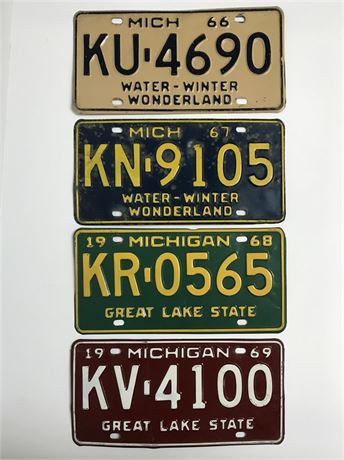 MICH 66
KU-4690
WATER-WINTER
WONDERLAND
MICH 67
KN-9105
WATER-WINTER
WONDERLAND
19 MICHIGAN 68
KR-0565
GREAT LAKE STATE
19 MICHIGAN 69
KV-4100
GREAT LAKE STATE